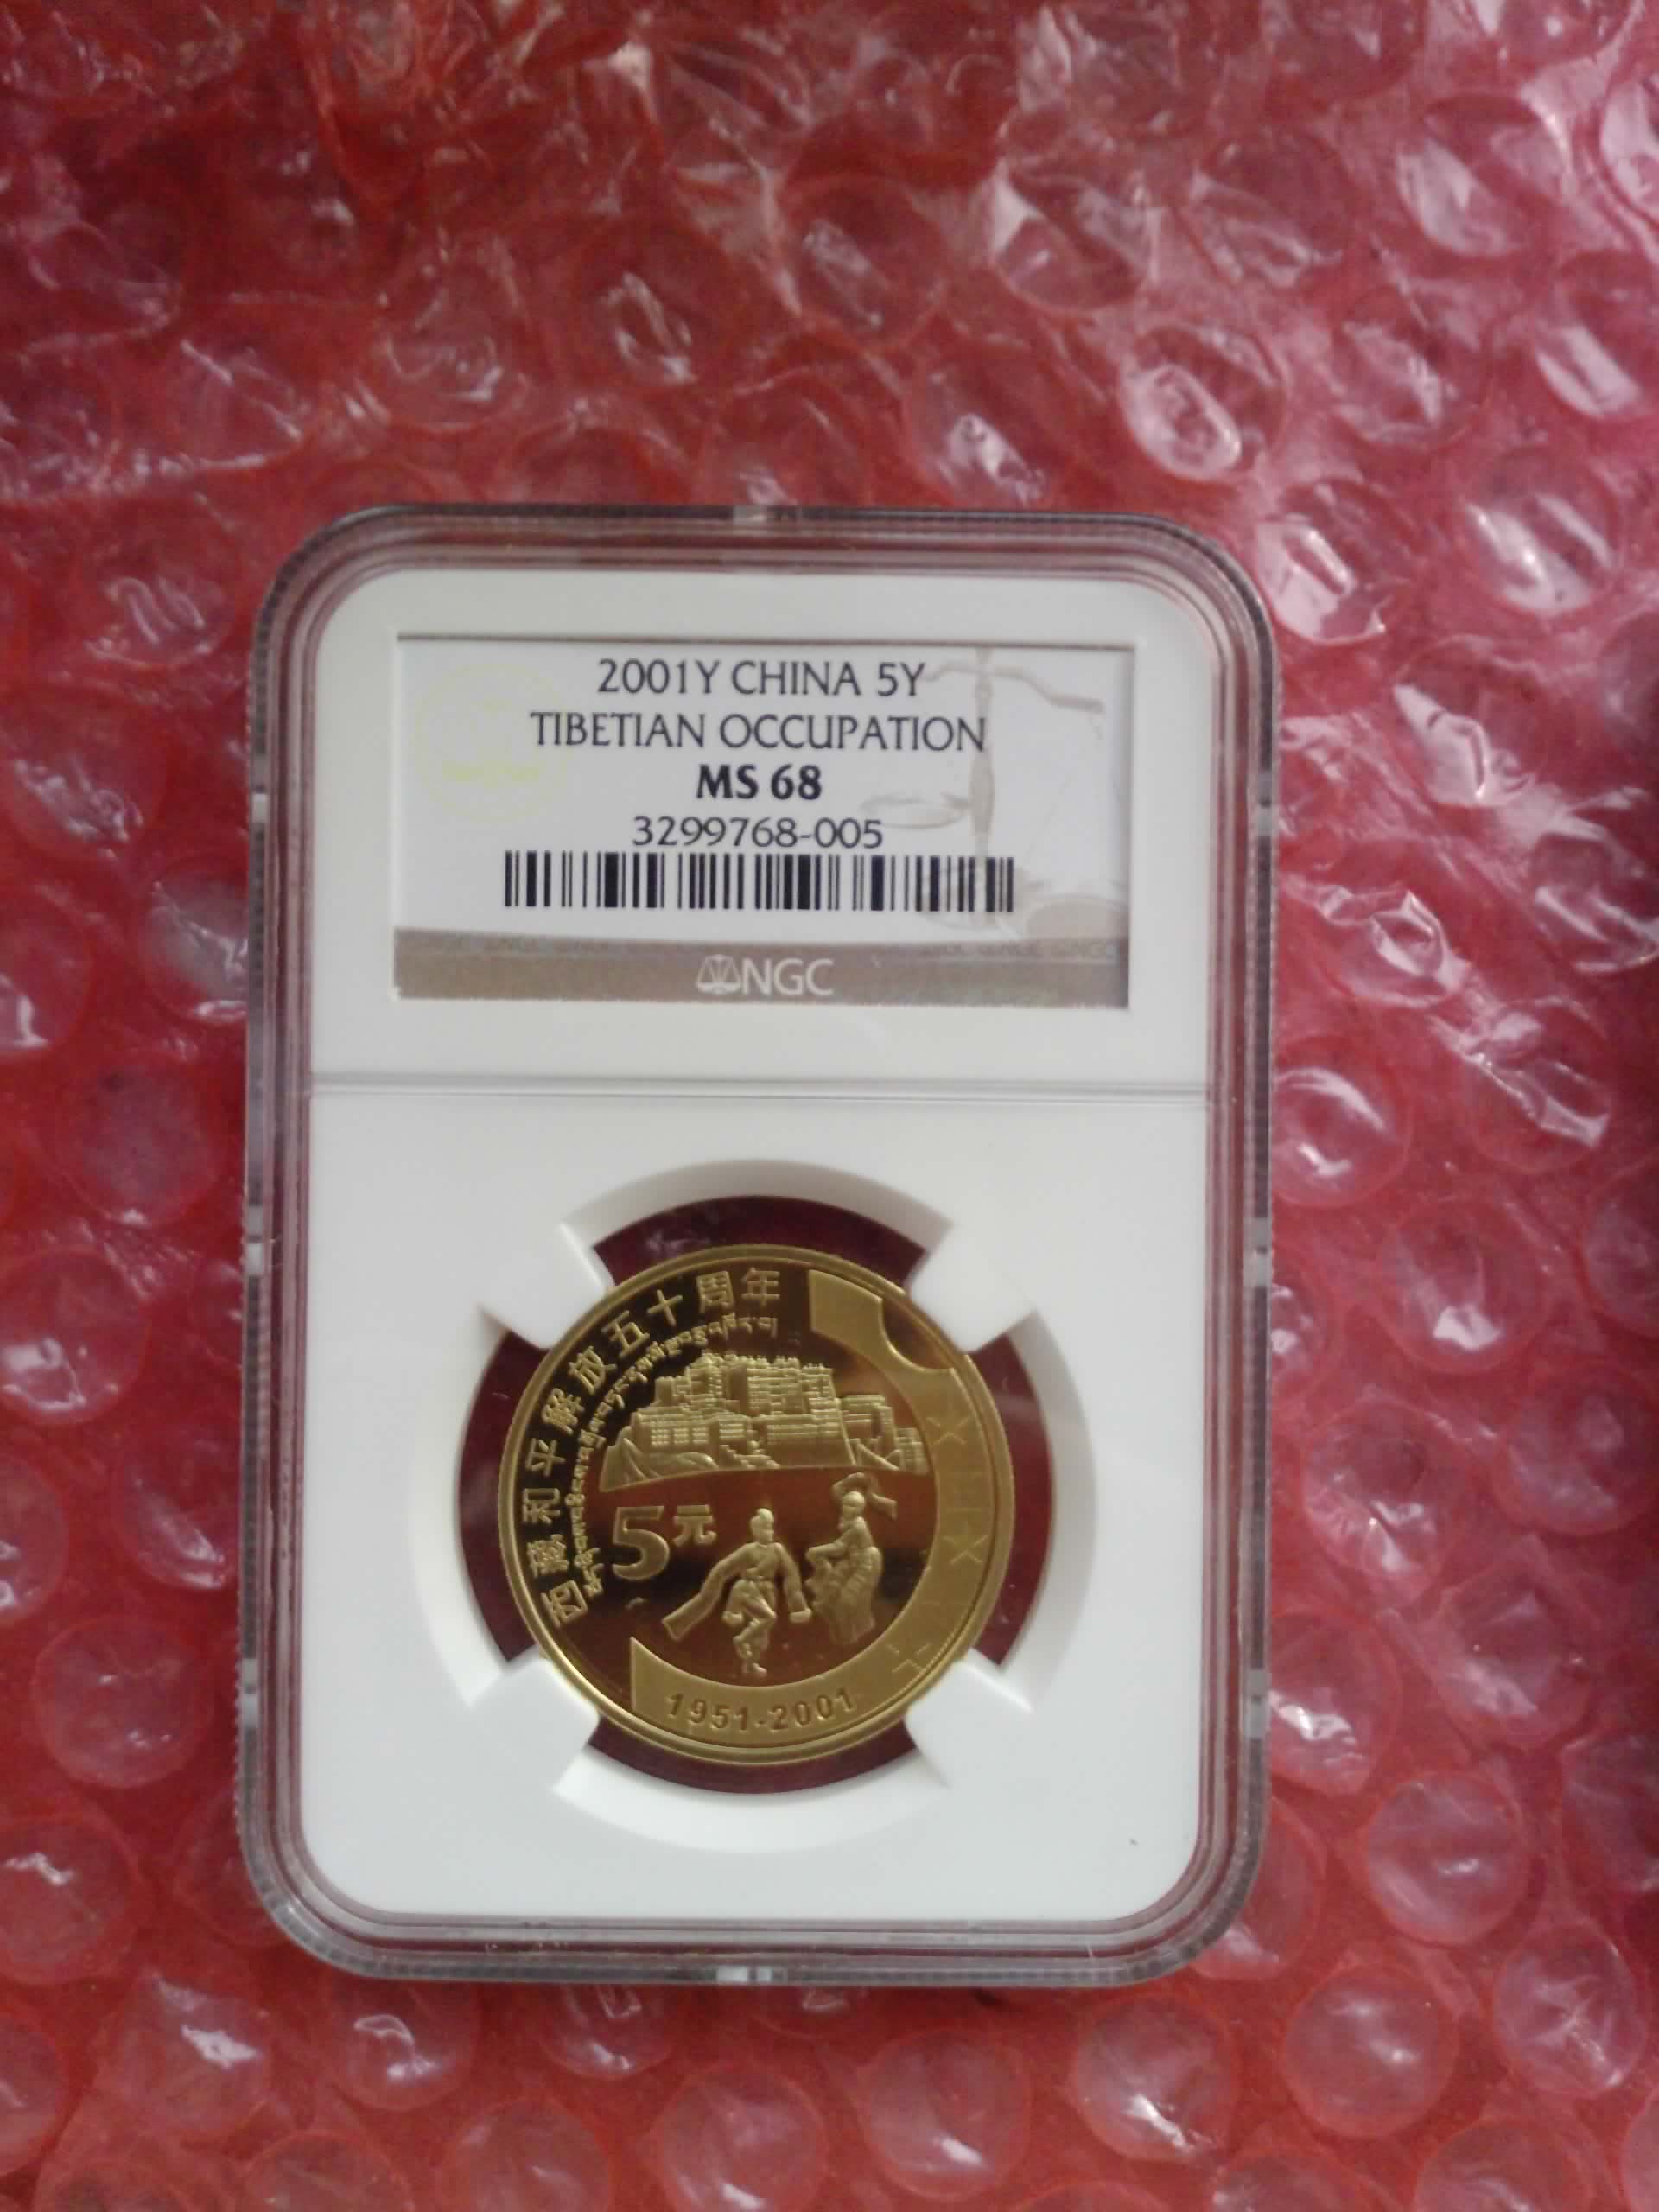 2001Y CHINA 5Y
TIBETIAN OCCUPATION
MS 68
3299768-005
NGC
西藏和平解放五十周年
5元
1951-2001